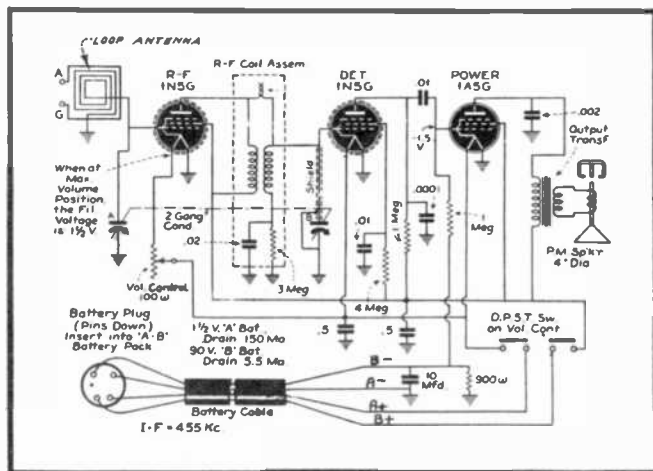 LOOP ANTENNA
A
G
R-F
1N5G
R-F Coil Assem
DET
1N5G
.01
POWER
1A5G
.002
Output
Transf
-1.5
V
When at
Max
Volume
Position
the Fil
Voltage
is 1½ V
A
2 Gang
Cond
.02
3 Meg
Shield
B
.01
4 Meg
.1 Meg
.0001
1
Meg
P.M. Spkr
4" Dia
Vol. Control
100 ω
Battery Plug
(Pins Down)
Insert into "A-B"
Battery Pack
1½ V. "A" Bat
Drain 150 Ma
90 V. "B" Bat
Drain 5.5 Ma
.5
.5
D.P.S.T. Sw
on Vol Cont
B-
A-
10
Mfd
900 ω
A+
B+
Battery Cable
I-F = 455 Kc